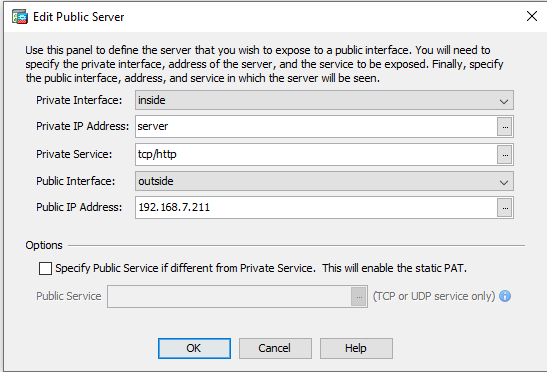 Edit Public Server
Use this panel to define the server that you wish to expose to a public interface. You will need to
specify the private interface, address of the server, and the service to be exposed. Finally, specify
the public interface, address, and service in which the server will be seen.
Private Interface: inside
Private IP Address: server ...
Private Service: tcp/http ...
Public Interface: outside
Public IP Address: 192.168.7.211 ...
Options
Specify Public Service if different from Private Service. This will enable the static PAT.
Public Service ... (TCP or UDP service only) i
OK Cancel Help